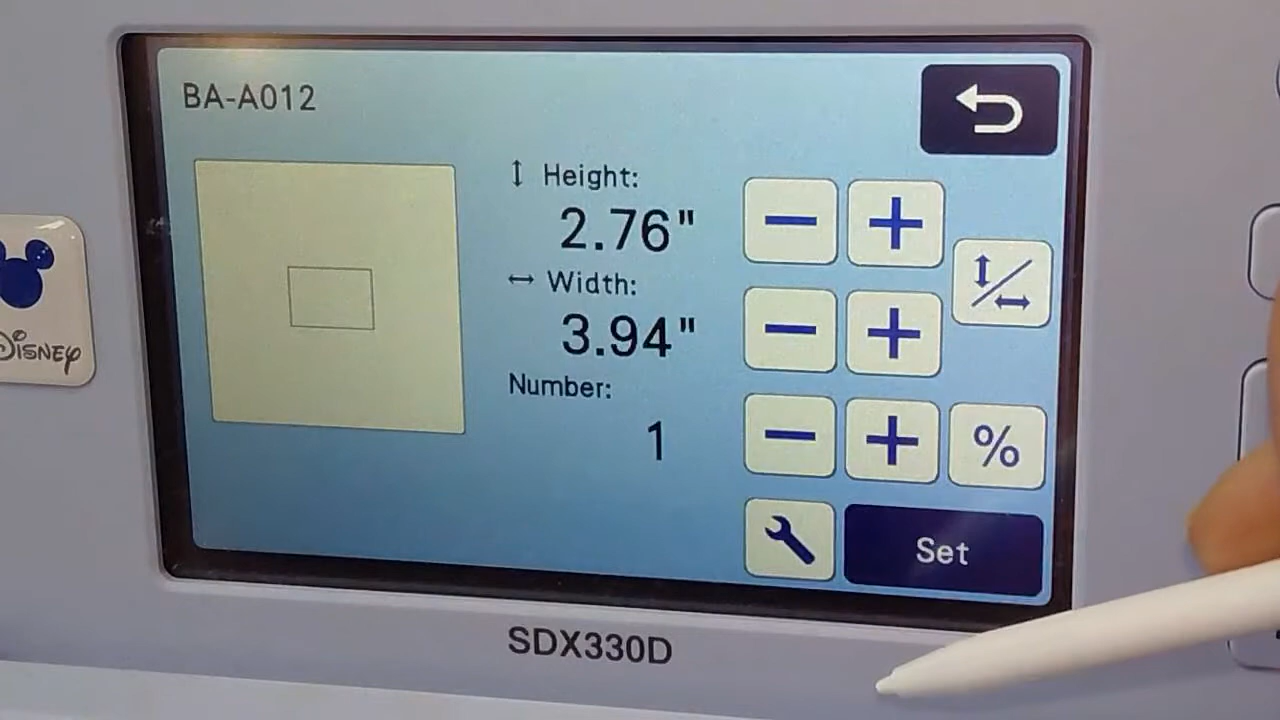 BA-A012
Height:
2.76"
Width:
3.94"
Number:
1
%
Set
Disney
SDX330D